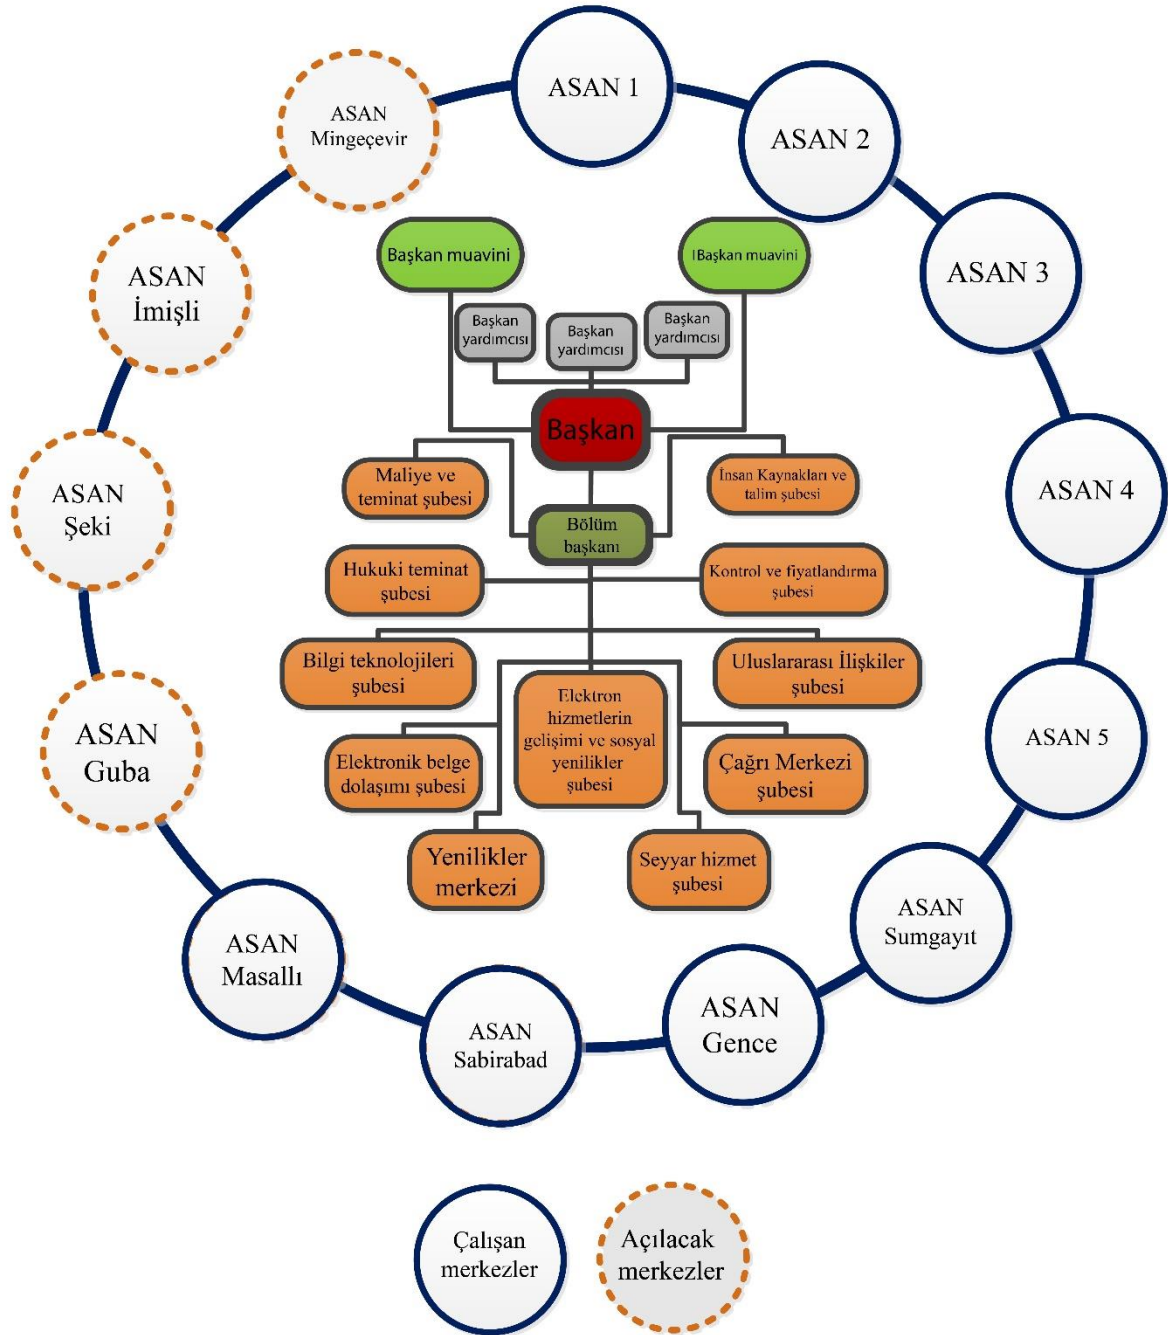 ASAN 1
ASAN 2
ASAN 3
ASAN 4
ASAN 5
ASAN
Sumgayıt
ASAN
Gence
ASAN
Sabirabad
ASAN
Masallı
ASAN
Guba
ASAN
Şeki
ASAN
İmişli
ASAN
Mingeçevir
Başkan muavini
IBaşkan muavini
Başkan
yardımcısı
Başkan
yardımcısı
Başkan
yardımcısı
Başkan
Maliye ve
teminat şubesi
İnsan Kaynakları ve
talim şubesi
Bölüm
başkanı
Hukuki teminat
şubesi
Kontrol ve fiyatlandırma
şubesi
Bilgi teknolojileri
şubesi
Uluslararası İlişkiler
şubesi
Elektron
hizmetlerin
gelişimi ve sosyal
yenilikler
şubesi
Elektronik belge
dolaşımı şubesi
Çağrı Merkezi
şubesi
Yenilikler
merkezi
Seyyar hizmet
şubesi
Çalışan
merkezler
Açılacak
merkezler